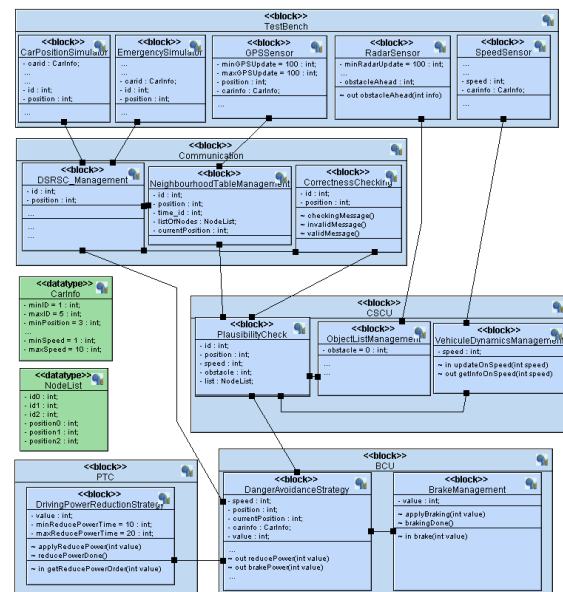 <<block>>
TestBench
<<block>>
CarPositionSimulator
- carid : CarInfo;
...
...
- id : int;
- position : int;
<<block>>
EmergencySimulator
...
...
- carid : CarInfo;
- id : int;
- position : int;
...
<<block>>
GPSSensor
- minGPSUpdate = 100 : int;
- maxGPSUpdate = 100 : int;
- position : int;
- carinfo : CarInfo;
...
<<block>>
RadarSensor
- minRadarUpdate = 100 : int;
...
- obstacleAhead : int;
~ out obstacleAhead(int info)
<<block>>
SpeedSensor
...
...
- speed : int;
- carinfo : CarInfo;
...
<<block>>
Communication
<<block>>
DSRSC_Management
- id : int;
- position : int;
...
...
...
<<block>>
NeighbourhoodTableManagement
- id : int;
- position : int;
- time_id : int;
- listOfNodes : NodeList;
- currentPosition : int;
<<block>>
CorrectnessChecking
- id : int;
- position : int;
~ checkingMessage()
~ invalidMessage()
~ validMessage()
<<datatype>>
CarInfo
- minID = 1 : int;
- maxID = 5 : int;
- minPosition = 3 : int;
...
- minSpeed = 1 : int;
- maxSpeed = 10 : int;
<<datatype>>
NodeList
- id0 : int;
- id1 : int;
- id2 : int;
- position0 : int;
- position1 : int;
- position2 : int;
<<block>>
CSCU
<<block>>
PlausibilityCheck
- id : int;
- position : int;
- speed : int;
- obstacle : int;
- list : NodeList;
<<block>>
ObjectListManagement
- obstacle = 0 : int;
...
...
<<block>>
VehiculeDynamicsManagement
- speed : int;
~ in updateOnSpeed(int speed)
~ out getInfoOnSpeed(int speed)
<<block>>
PTC
<<block>>
DrivingPowerReductionStrategy
- value : int;
- minReducePowerTime = 10 : int;
- maxReducePowerTime = 20 : int;
~ applyReducePower(int value)
~ reducePowerDone()
~ in getReducePowerOrder(int value)
<<block>>
BCU
<<block>>
DangerAvoidanceStrategy
- speed : int;
- position : int;
- currentPosition : int;
- carinfo : CarInfo;
- value : int;
...
~ out reducePower(int value)
~ out brakePower(int value)
...
<<block>>
BrakeManagement
- value : int;
~ applyBraking(int value)
~ brakingDone()
~ in brake(int value)